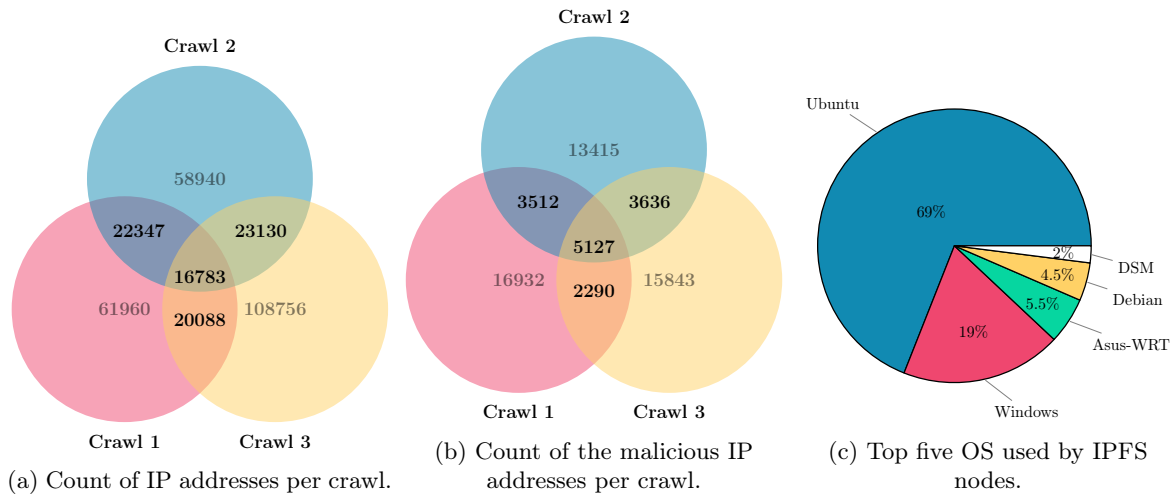 Crawl 2
58940
22347
23130
16783
61960
20088
108756
Crawl 1
Crawl 3
(a) Count of IP addresses per crawl.
Crawl 2
13415
3512
3636
5127
16932
2290
15843
Crawl 1
Crawl 3
(b) Count of the malicious IP
addresses per crawl.
Ubuntu
69%
2%
DSM
4.5%
Debian
5.5%
Asus-WRT
19%
Windows
(c) Top five OS used by IPFS
nodes.